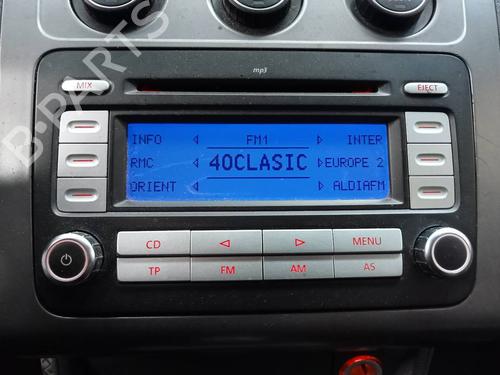 B-PARTS
mp3
MIX
EJECT
INFO FM1 INTER
RMC 40CLASIC EUROPE 2
ORIENT ALDIAFM
CD MENU
TP FM AM AS